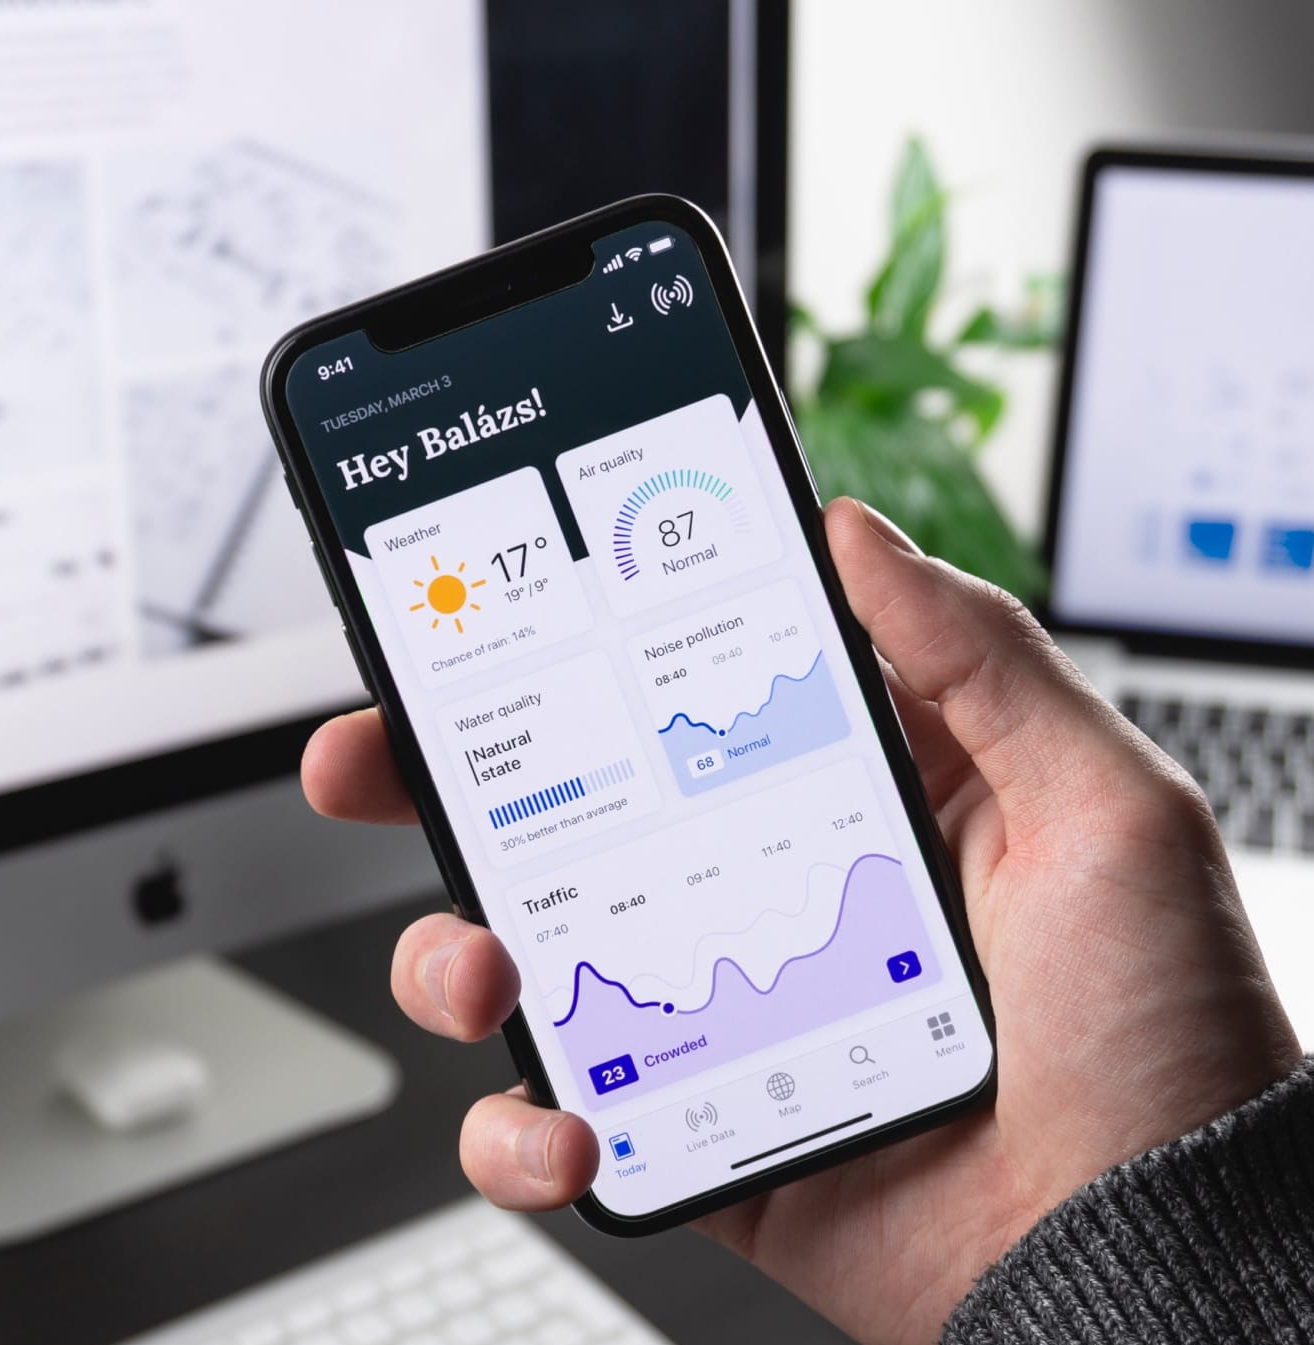 9:41
TUESDAY, MARCH 3
Hey Balázs!
Weather
17°
19° / 9°
Chance of rain: 14%
Air quality
87
Normal
Water quality
Natural
state
30% better than avarage
Noise pollution
08:40 09:40 10:40
68 Normal
Traffic
07:40 08:40 09:40 11:40 12:40
23 Crowded
Today Live Data Map Search Menu